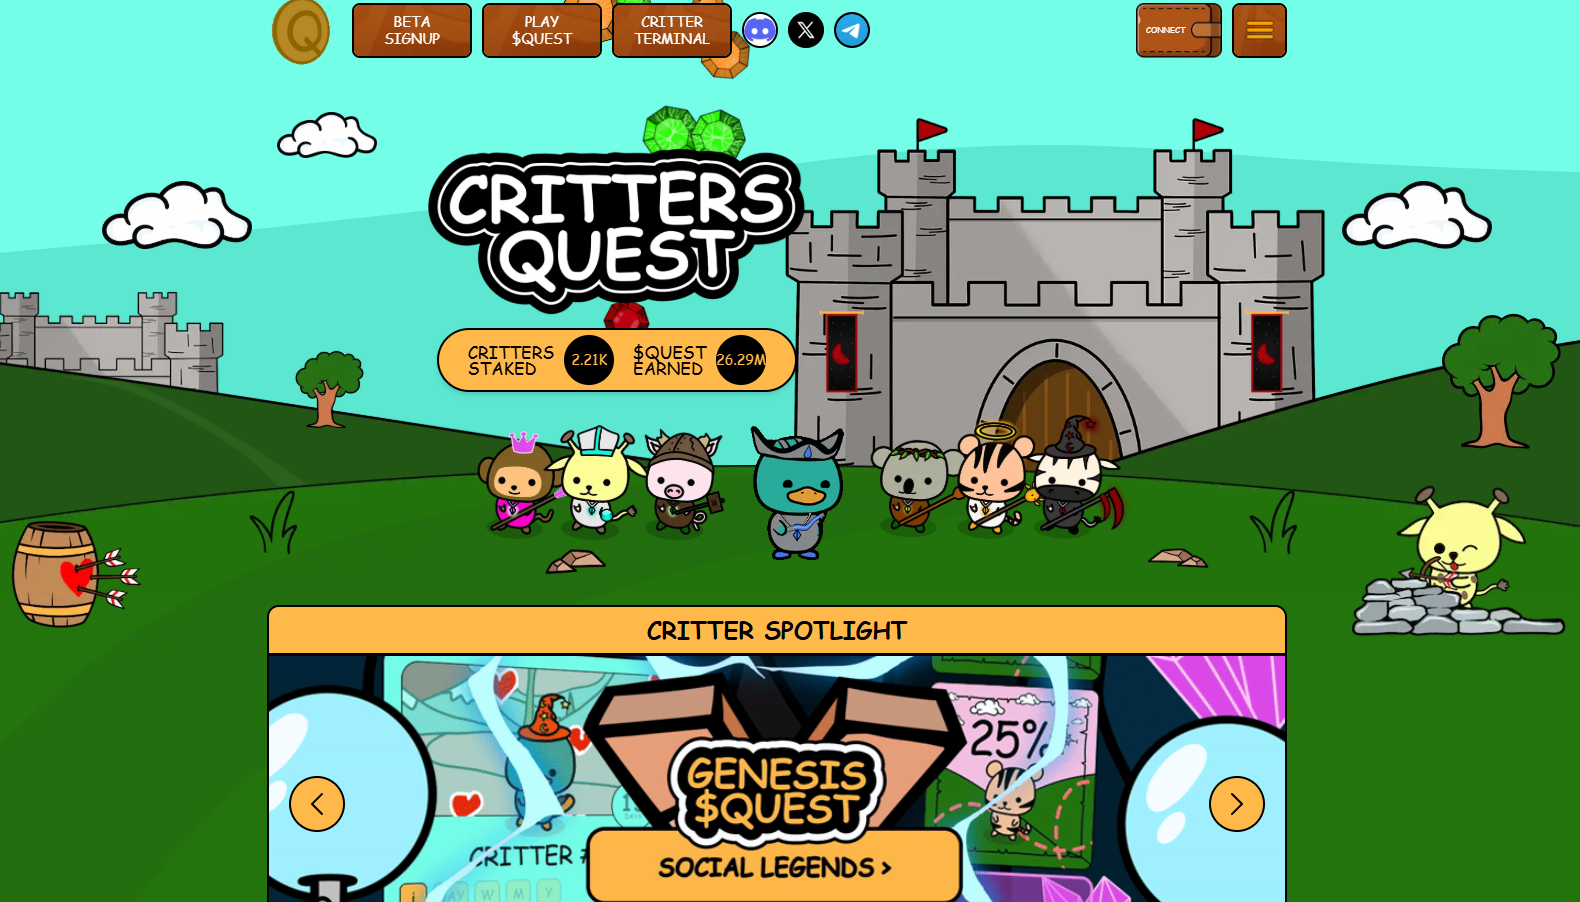 BETA
SIGNUP
PLAY
$QUEST
CRITTER
TERMINAL
CONNECT
CRITTERS
QUEST
CRITTERS
STAKED
2.21K
$QUEST
EARNED
26.29M
CRITTER SPOTLIGHT
25%
GENESIS
$QUEST
SOCIAL LEGENDS >
CRITTER #
W M Y